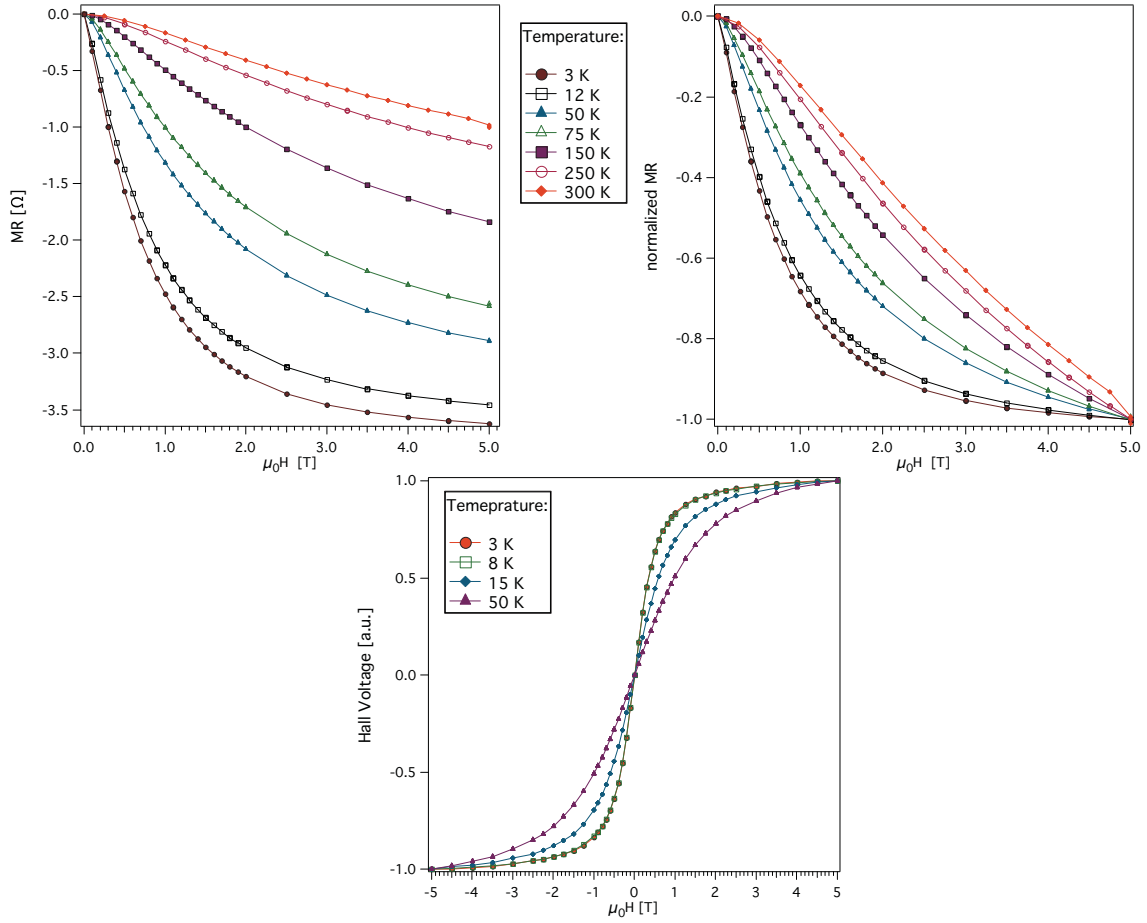 0.0
-0.5
-1.0
-1.5
-2.0
-2.5
-3.0
-3.5
MR [Ω]
0.0 1.0 2.0 3.0 4.0 5.0
μ₀H [T]
Temperature:
3 K
12 K
50 K
75 K
150 K
250 K
300 K
0.0
-0.2
-0.4
-0.6
-0.8
-1.0
normalized MR
0.0 1.0 2.0 3.0 4.0 5.0
μ₀H [T]
Temeprature:
3 K
8 K
15 K
50 K
1.0
0.5
0.0
-0.5
-1.0
Hall Voltage [a.u.]
-5 -4 -3 -2 -1 0 1 2 3 4 5
μ₀H [T]